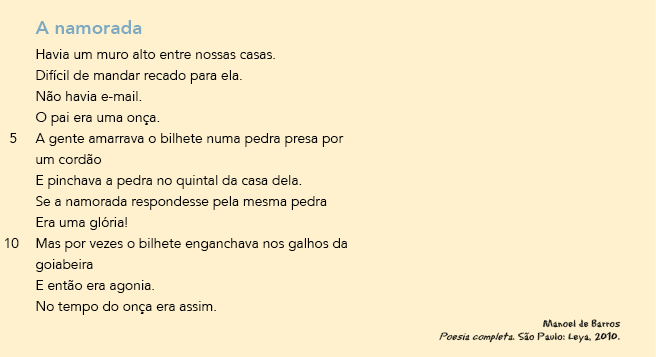 A namorada
Havia um muro alto entre nossas casas.
Difícil de mandar recado para ela.
Não havia e-mail.
O pai era uma onça.
5 A gente amarrava o bilhete numa pedra presa por
um cordão
E pinchava a pedra no quintal da casa dela.
Se a namorada respondesse pela mesma pedra
Era uma glória!
10 Mas por vezes o bilhete enganchava nos galhos da
goiabeira
E então era agonia.
No tempo do onça era assim.
Manoel de Barros
Poesia completa. São Paulo: Leya, 2010.